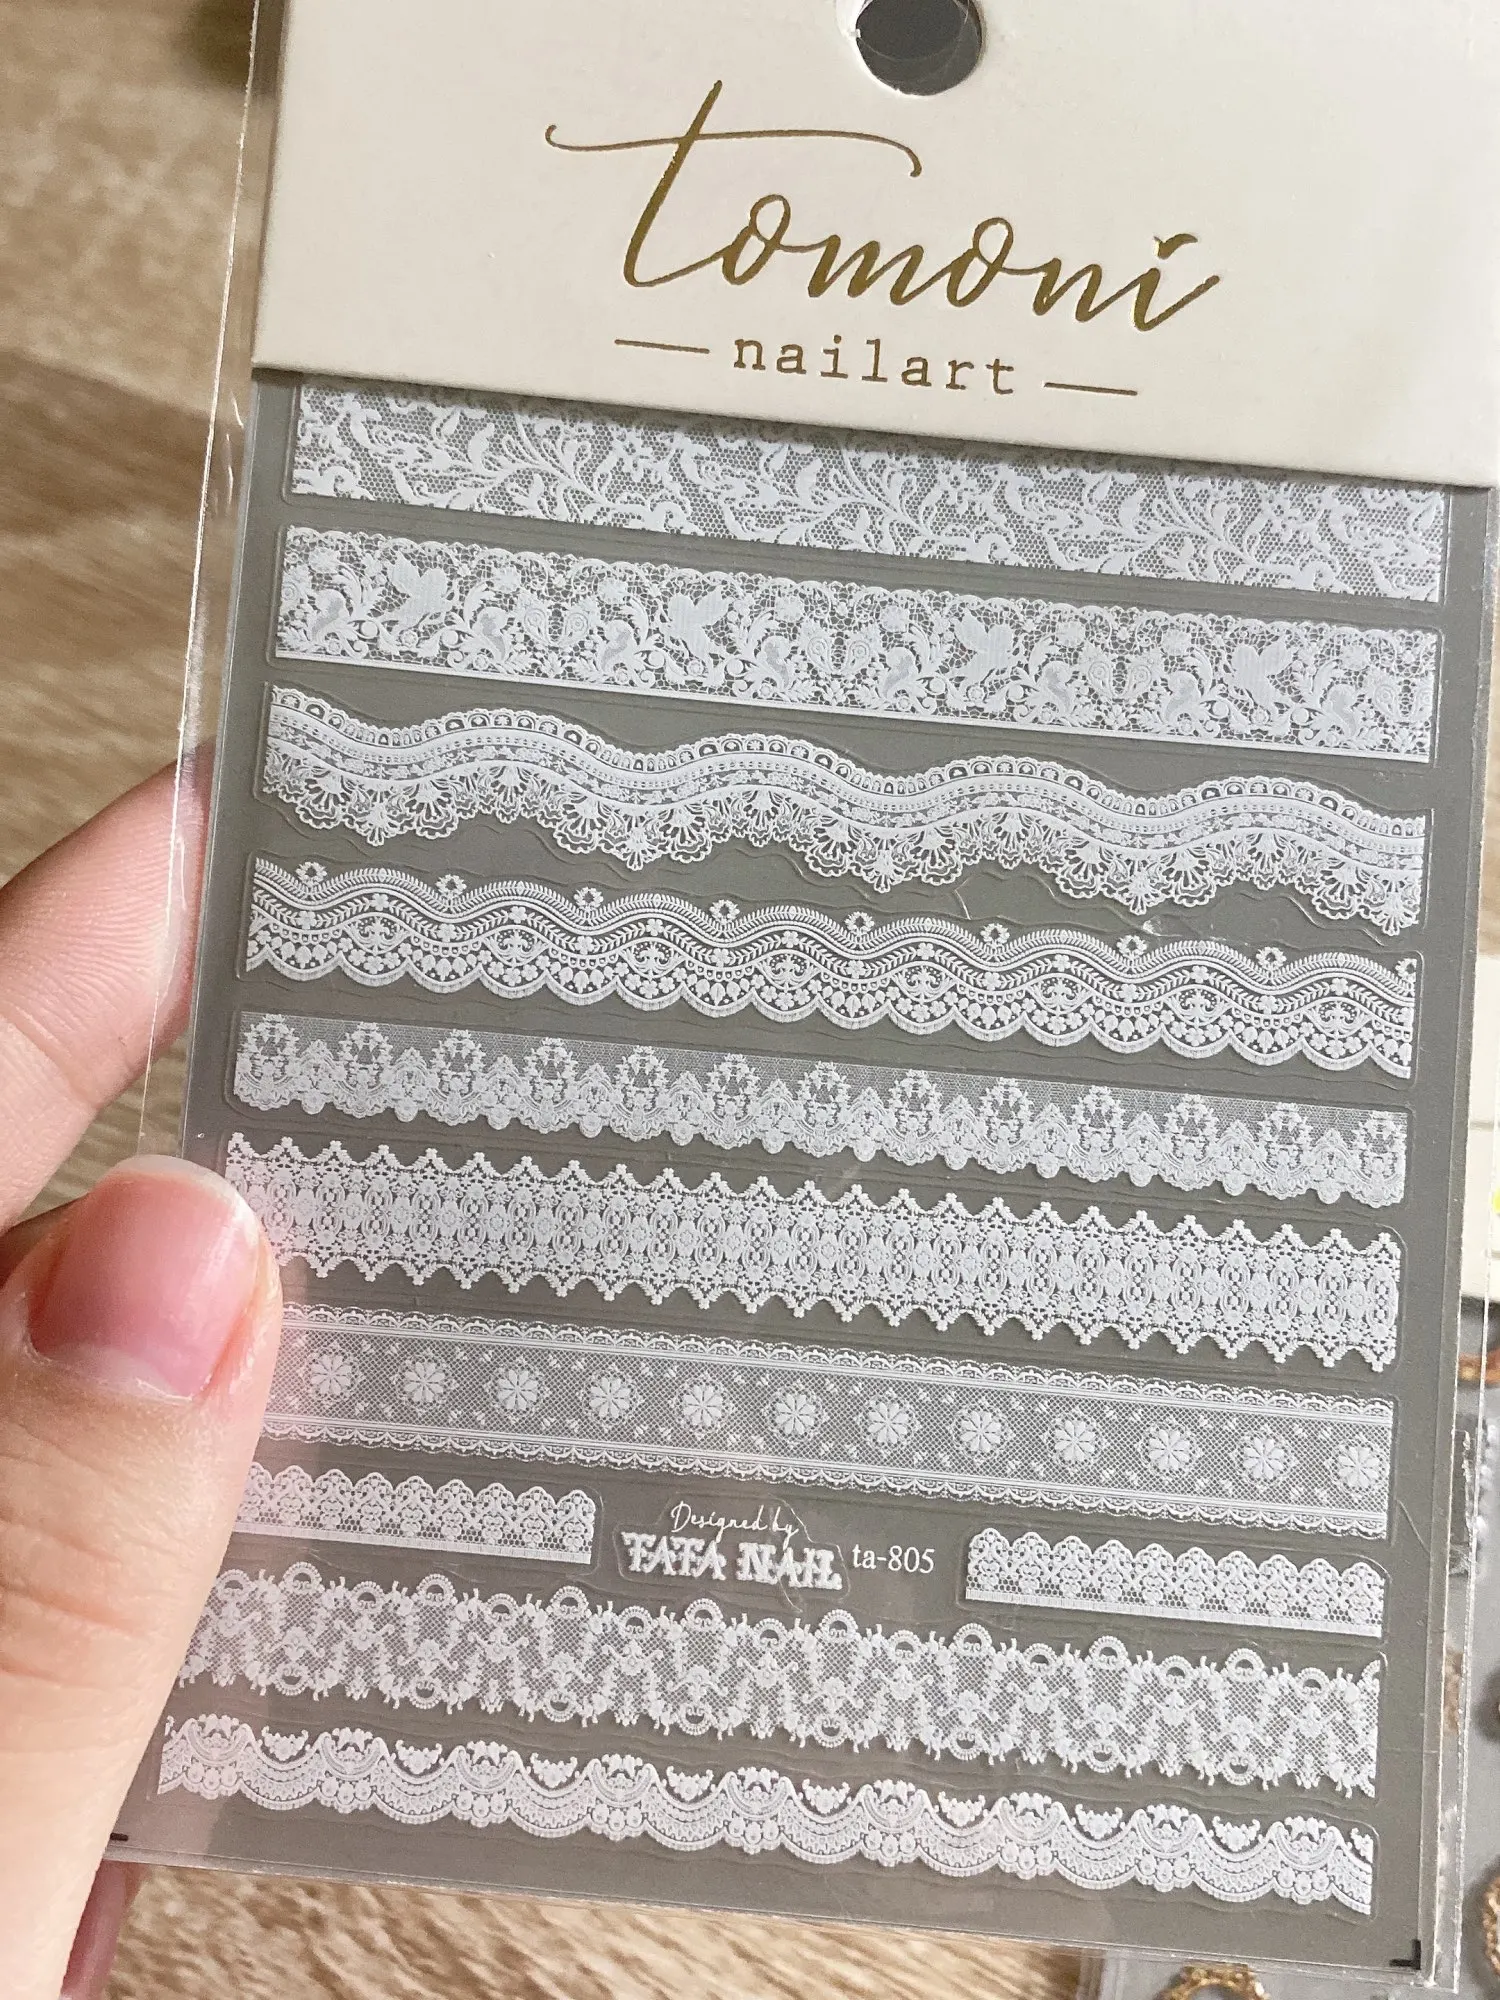 tomoni
nailart
Designed by
TATA NAIL ta-805